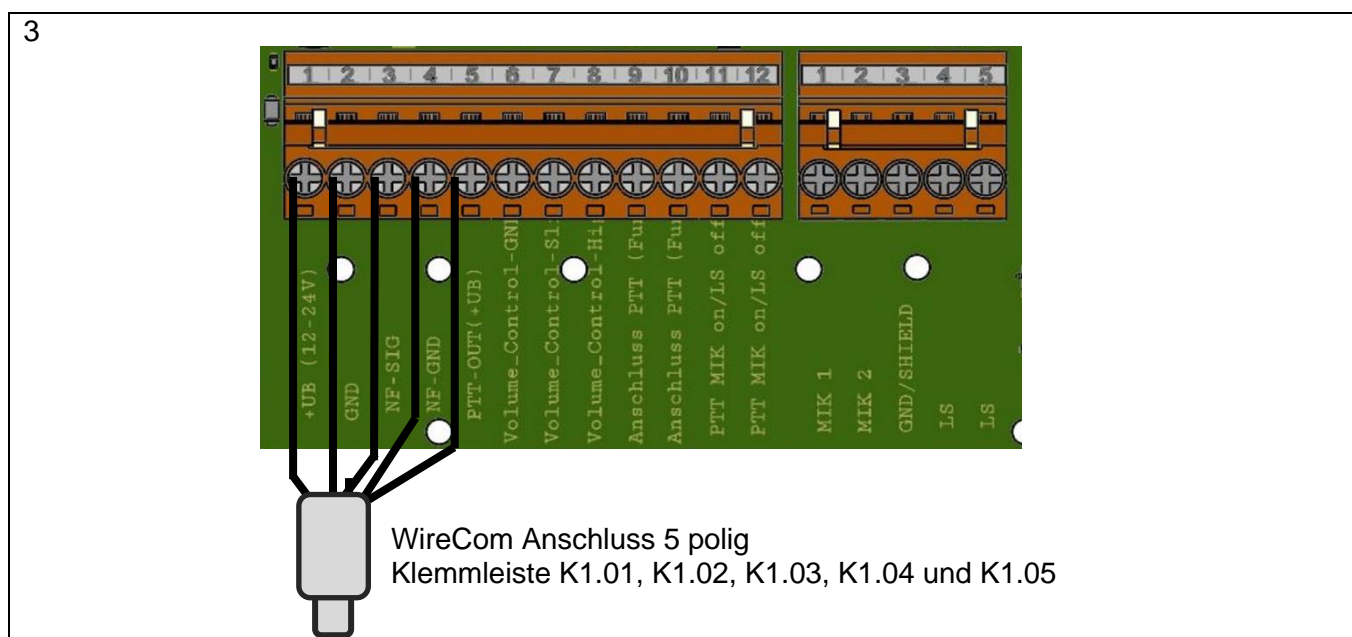 3
1 2 3 4 5 6 7 8 9 10 11 12
1 2 3 4 5
+UB (12-24V)
GND
NF-SIG
NF-GND
PTT-OUT(+UB)
Volume_Control-GND
Volume_Control-Sl
Volume_Control-Hig
Anschluss PTT (Fu
Anschluss PTT (Fu
PTT MIK on/LS off
PTT MIK on/LS off
MIK 1
MIK 2
GND/SHIELD
LS
LS
WireCom Anschluss 5 polig
Klemmleiste K1.01, K1.02, K1.03, K1.04 und K1.05